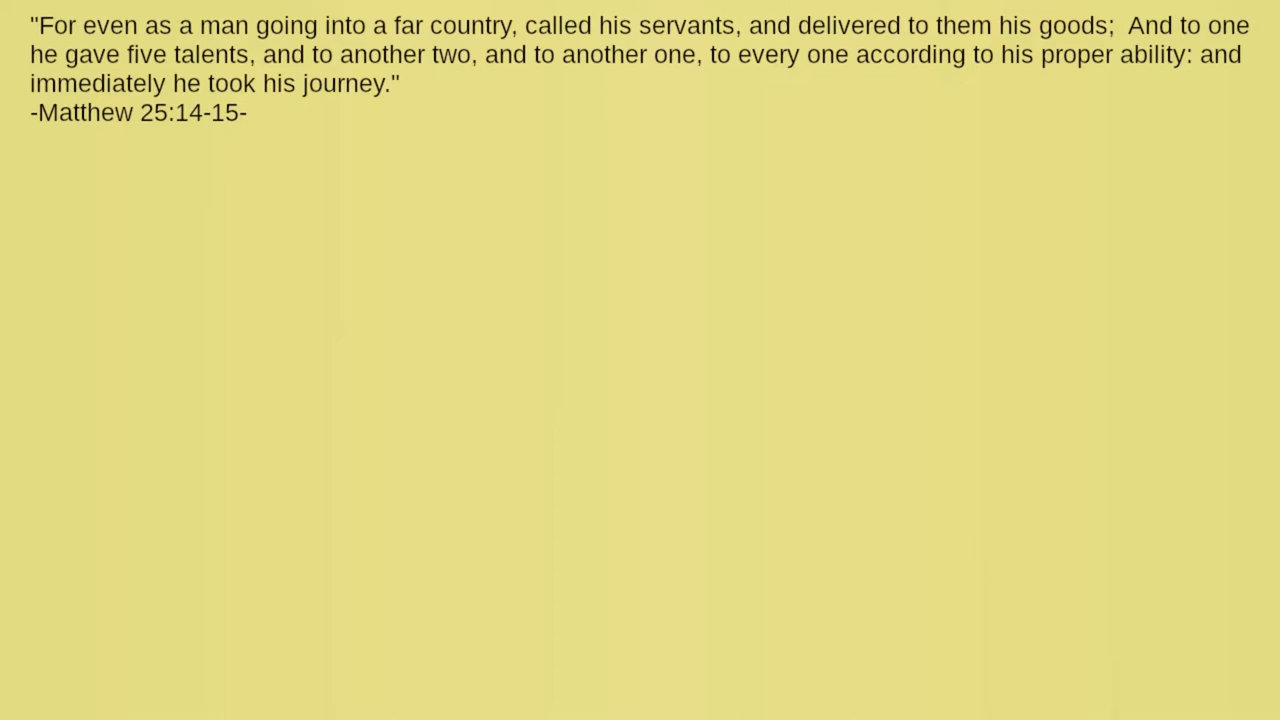 "For even as a man going into a far country, called his servants, and delivered to them his goods;  And to one
he gave five talents, and to another two, and to another one, to every one according to his proper ability: and
immediately he took his journey."
-Matthew 25:14-15-